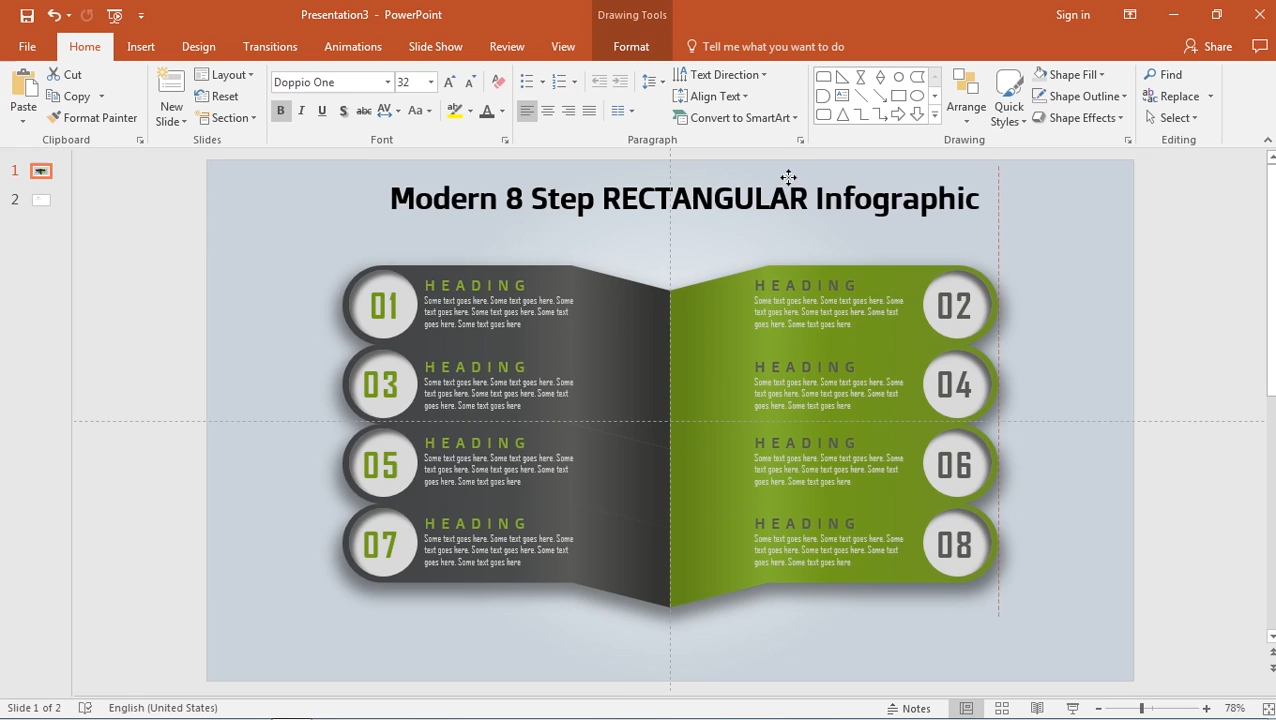 Presentation3 - PowerPoint
Drawing Tools
Sign in
File
Home
Insert
Design
Transitions
Animations
Slide Show
Review
View
Format
Tell me what you want to do
Share
Paste
Cut
Copy
Format Painter
Clipboard
New
Slide
Layout
Reset
Section
Slides
Doppio One
32
B
I
U
S
abc
AV
Aa
A
Font
Text Direction
Align Text
Convert to SmartArt
Paragraph
Arrange
Quick
Styles
Shape Fill
Shape Outline
Shape Effects
Drawing
Find
Replace
Select
Editing
1
2
Modern 8 Step RECTANGULAR Infographic
01
HEADING
Some text goes here. Some text goes here. Some
text goes here. Some text goes here. Some text
goes here. Some text goes here
HEADING
Some text goes here. Some text goes here. Some
text goes here. Some text goes here. Some text
goes here. Some text goes here
02
03
HEADING
Some text goes here. Some text goes here. Some
text goes here. Some text goes here. Some text
goes here. Some text goes here
HEADING
Some text goes here. Some text goes here. Some
text goes here. Some text goes here. Some text
goes here. Some text goes here
04
05
HEADING
Some text goes here. Some text goes here. Some
text goes here. Some text goes here. Some text
goes here. Some text goes here
HEADING
Some text goes here. Some text goes here. Some
text goes here. Some text goes here. Some text
goes here. Some text goes here
06
07
HEADING
Some text goes here. Some text goes here. Some
text goes here. Some text goes here. Some text
goes here. Some text goes here
HEADING
Some text goes here. Some text goes here. Some
text goes here. Some text goes here. Some text
goes here. Some text goes here
08
Slide 1 of 2
English (United States)
Notes
78%